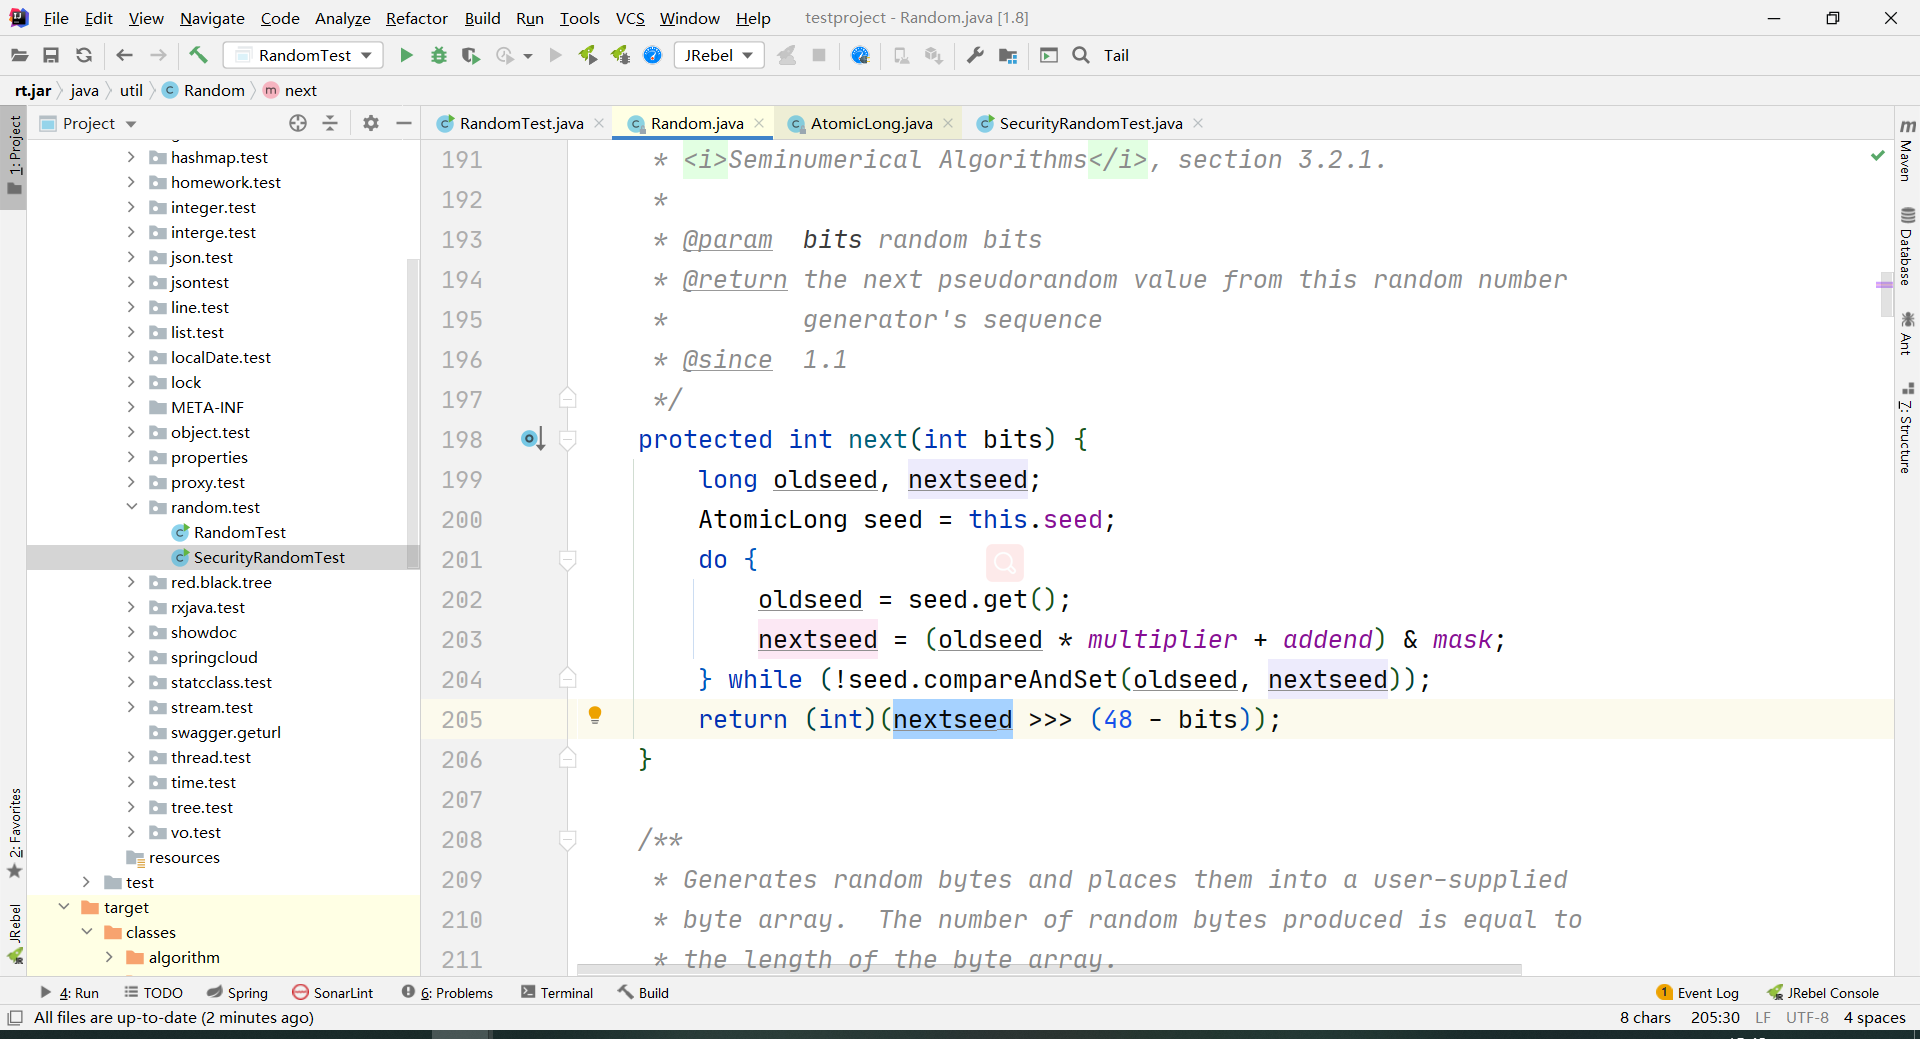 File Edit View Navigate Code Analyze Refactor Build Run Tools VCS Window Help testproject - Random.java [1.8]
RandomTest JRebel Tail
rt.jar java util Random m next
Project
RandomTest.java Random.java AtomicLong.java SecurityRandomTest.java
1: Project
2: Favorites
JRebel
hashmap.test
homework.test
integer.test
interge.test
json.test
jsontest
line.test
list.test
localDate.test
lock
META-INF
object.test
properties
proxy.test
random.test
RandomTest
SecurityRandomTest
red.black.tree
rxjava.test
showdoc
springcloud
statcclass.test
stream.test
swagger.geturl
thread.test
time.test
tree.test
vo.test
resources
test
target
classes
algorithm
191 * <i>Seminumerical Algorithms</i>, section 3.2.1.
192 *
193 * @param bits random bits
194 * @return the next pseudorandom value from this random number
195 * generator's sequence
196 * @since 1.1
197 */
198 protected int next(int bits) {
199 long oldseed, nextseed;
200 AtomicLong seed = this.seed;
201 do {
202 oldseed = seed.get();
203 nextseed = (oldseed * multiplier + addend) & mask;
204 } while (!seed.compareAndSet(oldseed, nextseed));
205 return (int)(nextseed >>> (48 - bits));
206 }
207
208 /**
209 * Generates random bytes and places them into a user-supplied
210 * byte array. The number of random bytes produced is equal to
211 * the length of the byte array.
m Maven
Database
Ant
7: Structure
4: Run TODO Spring SonarLint 6: Problems Terminal Build 1 Event Log JRebel Console
All files are up-to-date (2 minutes ago) 8 chars 205:30 LF UTF-8 4 spaces